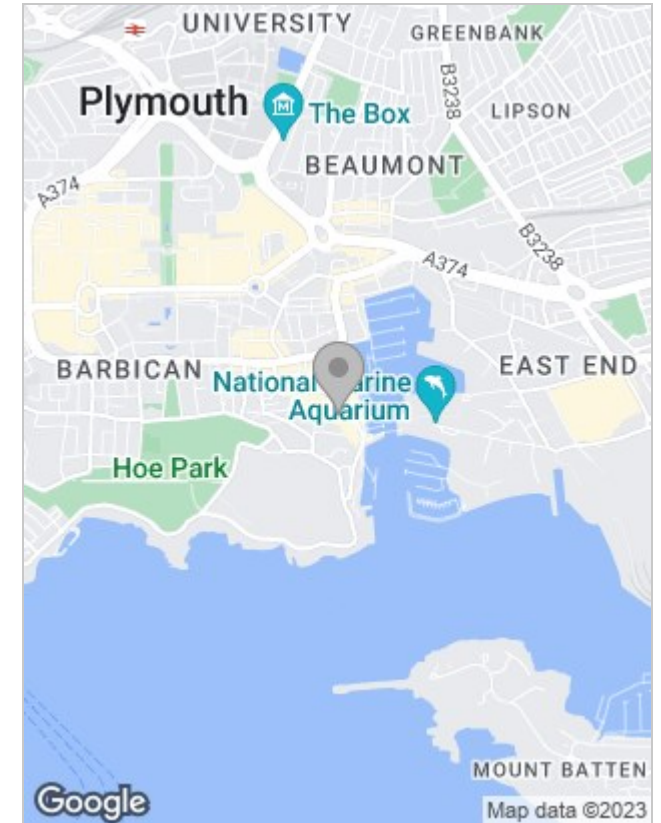 UNIVERSITY
GREENBANK
Plymouth
The Box
B3238
LIPSON
BEAUMONT
A374
B3238
A374
BARBICAN
EAST END
National Marine
Aquarium
Hoe Park
MOUNT BATTEN
Google
Map data ©2023